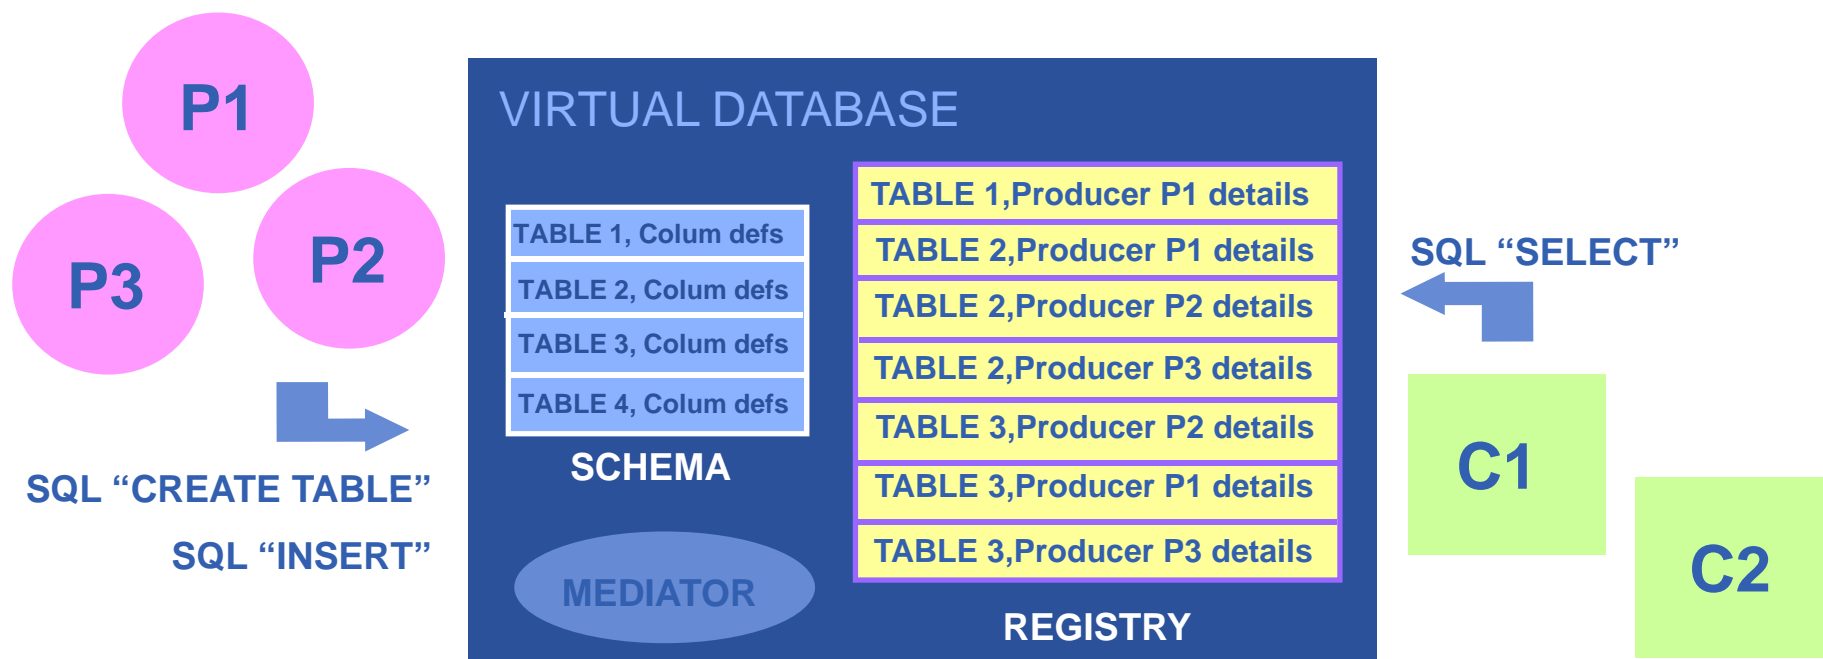 P1
P2
P3
SQL “CREATE TABLE”
SQL “INSERT”
VIRTUAL DATABASE
TABLE 1, Colum defs
TABLE 2, Colum defs
TABLE 3, Colum defs
TABLE 4, Colum defs
SCHEMA
MEDIATOR
TABLE 1,Producer P1 details
TABLE 2,Producer P1 details
TABLE 2,Producer P2 details
TABLE 2,Producer P3 details
TABLE 3,Producer P2 details
TABLE 3,Producer P1 details
TABLE 3,Producer P3 details
REGISTRY
SQL “SELECT”
C1
C2